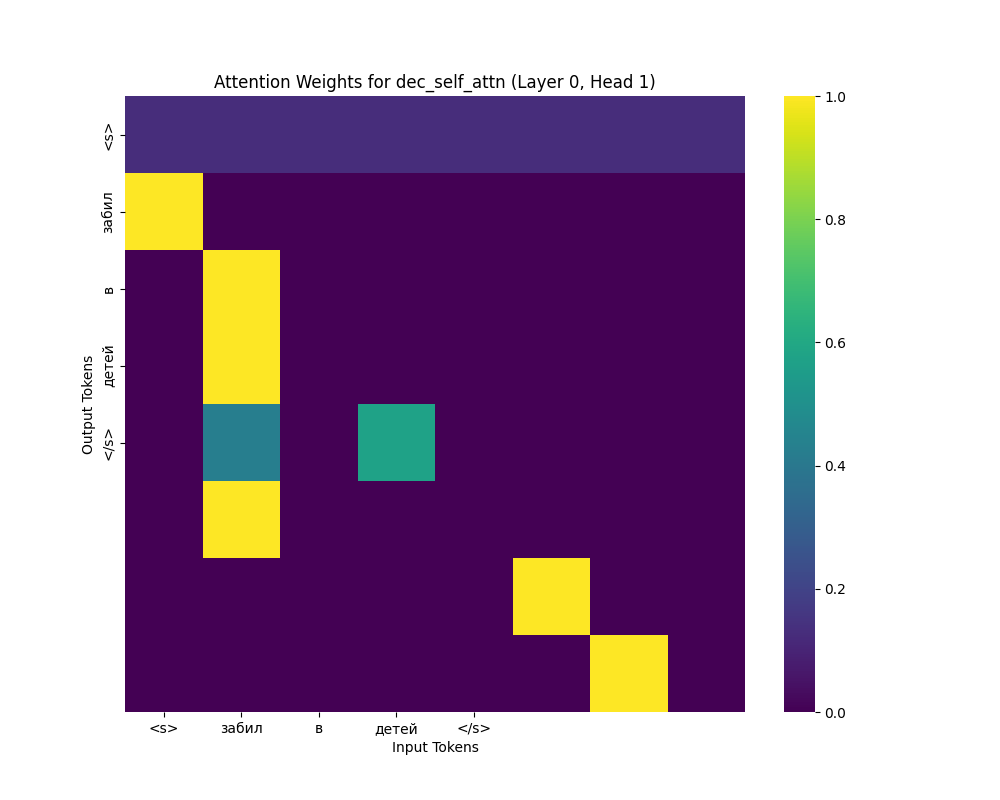 Attention Weights for dec_self_attn (Layer 0, Head 1)
Output Tokens
<s>
забил
в
детей
</s>
<s> забил в детей </s>
Input Tokens
1.0
0.8
0.6
0.4
0.2
0.0